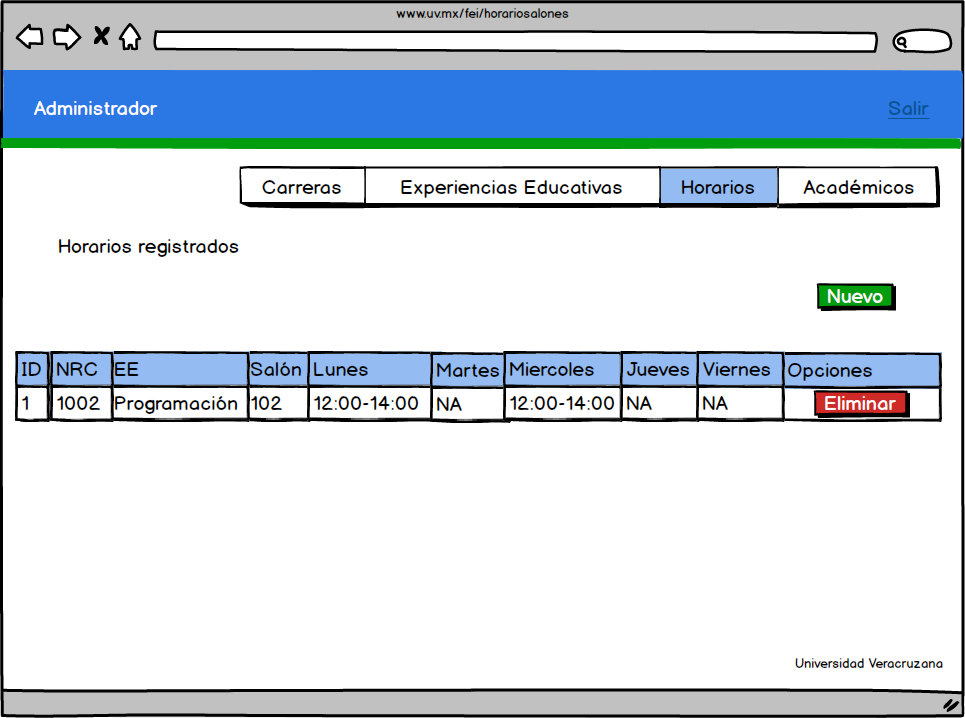 www.uv.mx/fei/horariosalones
Administrador Salir
Carreras Experiencias Educativas Horarios Académicos
Horarios registrados
Nuevo
ID NRC EE Salón Lunes Martes Miercoles Jueves Viernes Opciones
1 1002 Programación 102 12:00-14:00 NA 12:00-14:00 NA NA Eliminar
Universidad Veracruzana